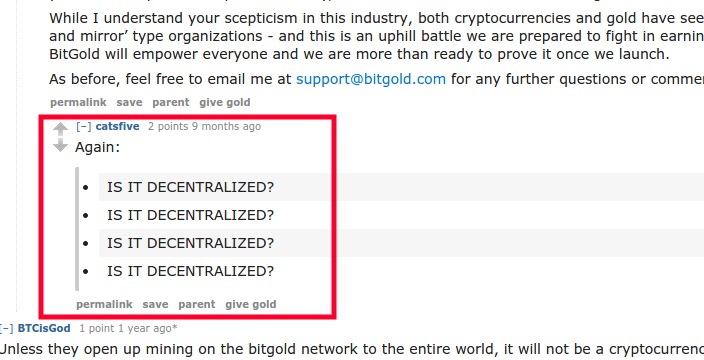 While I understand your scepticism in this industry, both cryptocurrencies and gold have see
and mirror’ type organizations - and this is an uphill battle we are prepared to fight in earnin
BitGold will empower everyone and we are more than ready to prove it once we launch.
As before, feel free to email me at support@bitgold.com for any further questions or comme
permalink save parent give gold
[–] catsfive 2 points 9 months ago
Again:
• IS IT DECENTRALIZED?
• IS IT DECENTRALIZED?
• IS IT DECENTRALIZED?
• IS IT DECENTRALIZED?
permalink save parent give gold
[–] BTCisGod 1 point 1 year ago*
Unless they open up mining on the bitgold network to the entire world, it will not be a cryptocurrenc